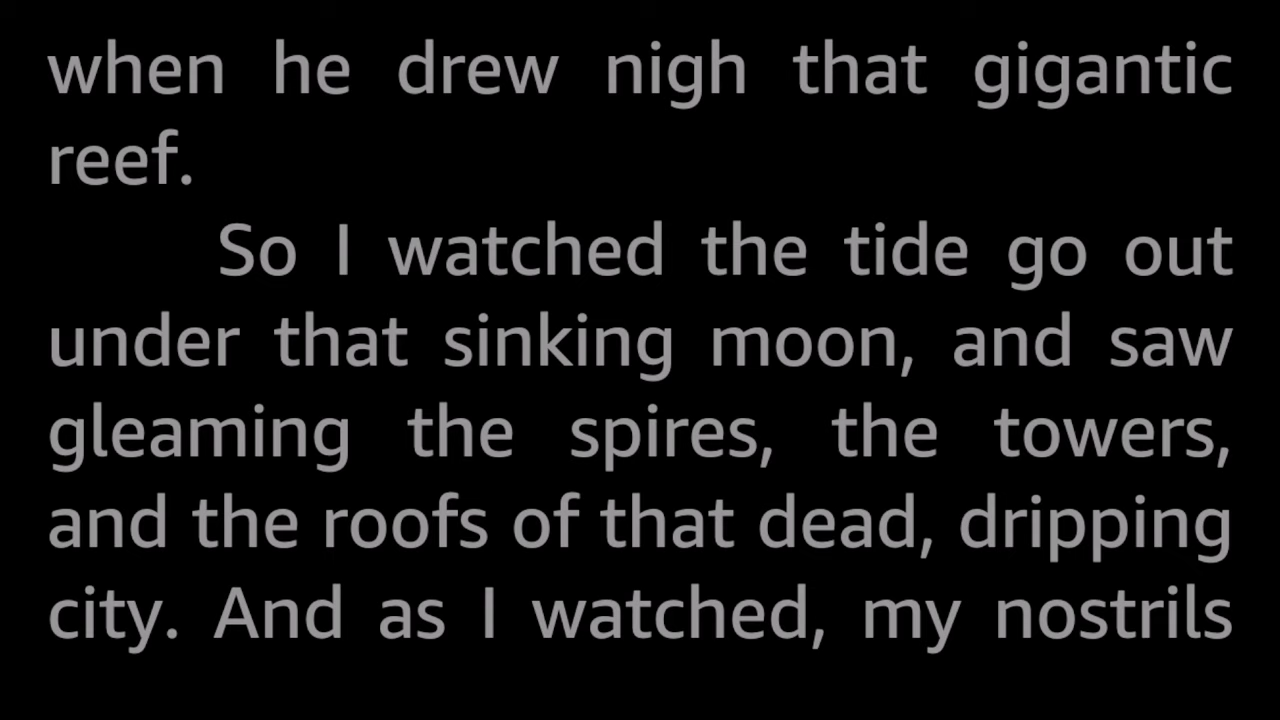 when he drew nigh that gigantic
reef.
So I watched the tide go out
under that sinking moon, and saw
gleaming the spires, the towers,
and the roofs of that dead, dripping
city. And as I watched, my nostrils